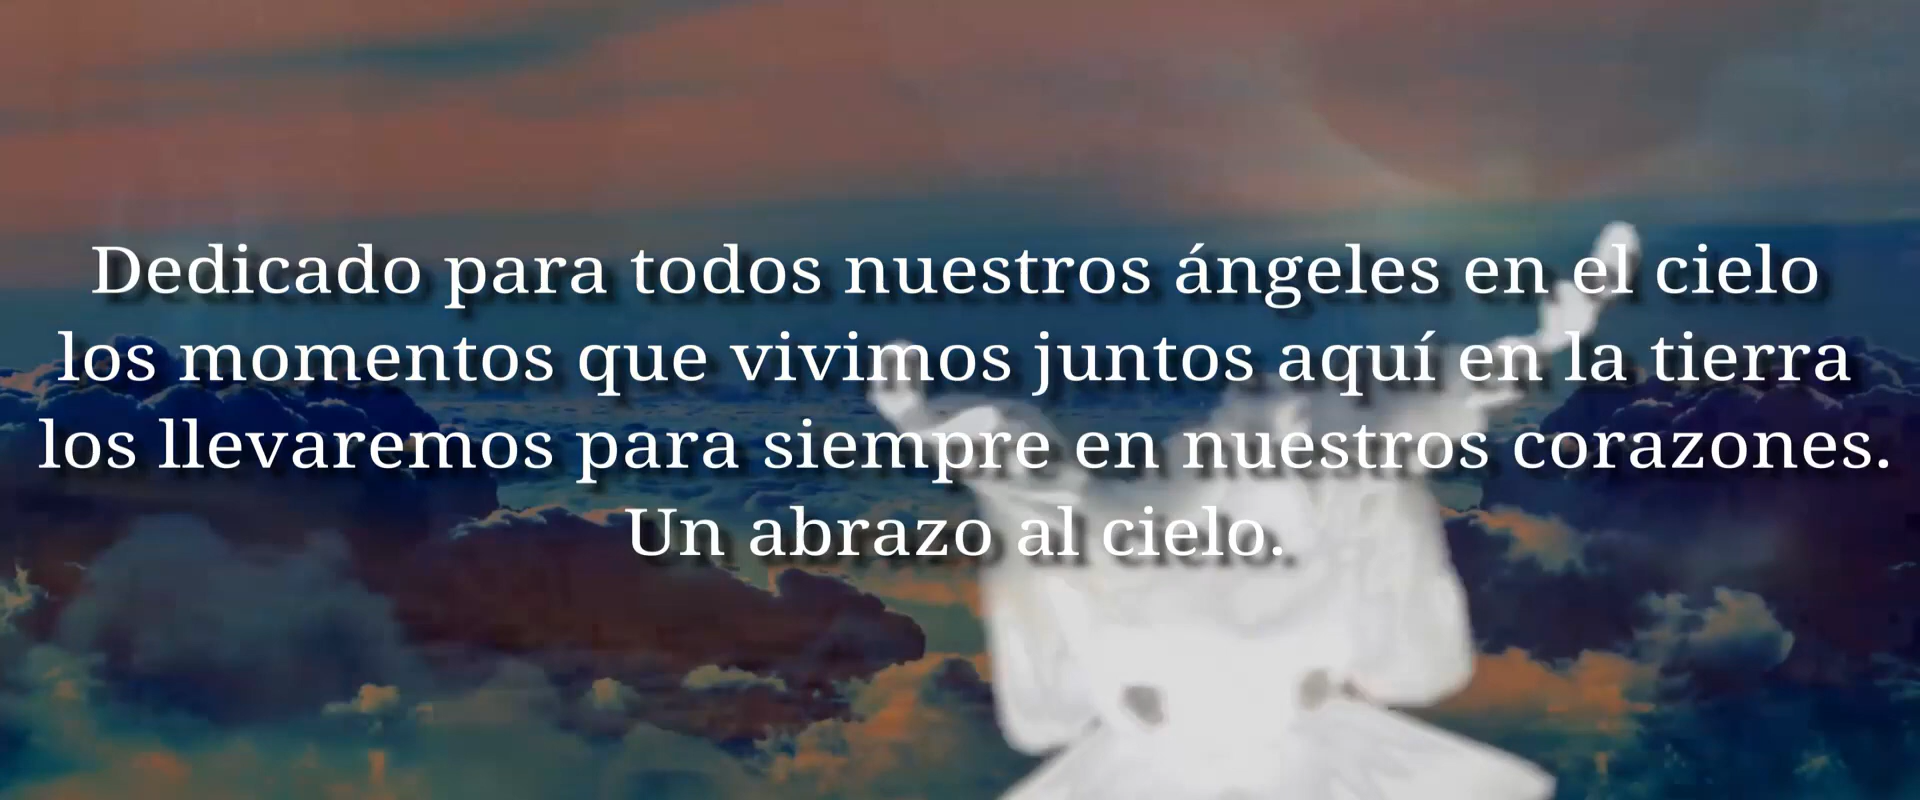 Dedicado para todos nuestros ángeles en el cielo
los momentos que vivimos juntos aquí en la tierra
los llevaremos para siempre en nuestros corazones.
Un abrazo al cielo.